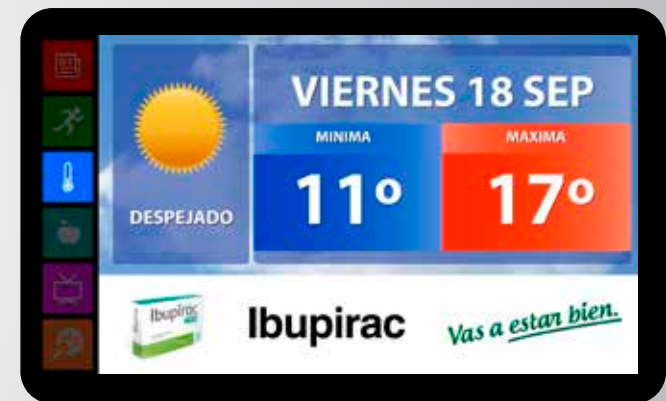 VIERNES 18 SEP
MINIMA
MAXIMA
11º
17º
DESPEJADO
Ibupirac
Ibupirac
Vas a estar bien.